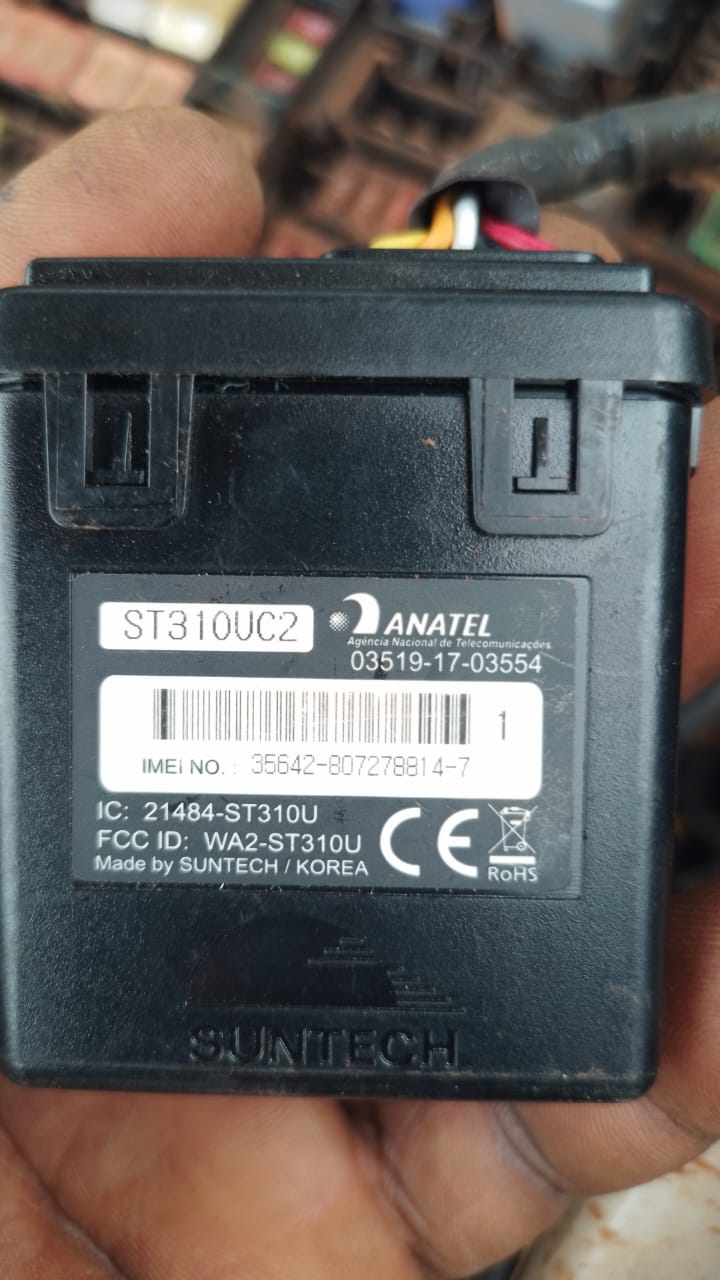 ST310UC2
ANATEL
Agência Nacional de Telecomunicações
03519-17-03554
1
IMEI NO. : 35642-807278814-7
IC: 21484-ST310U
FCC ID: WA2-ST310U
Made by SUNTECH / KOREA
CE
RoHS
SUNTECH